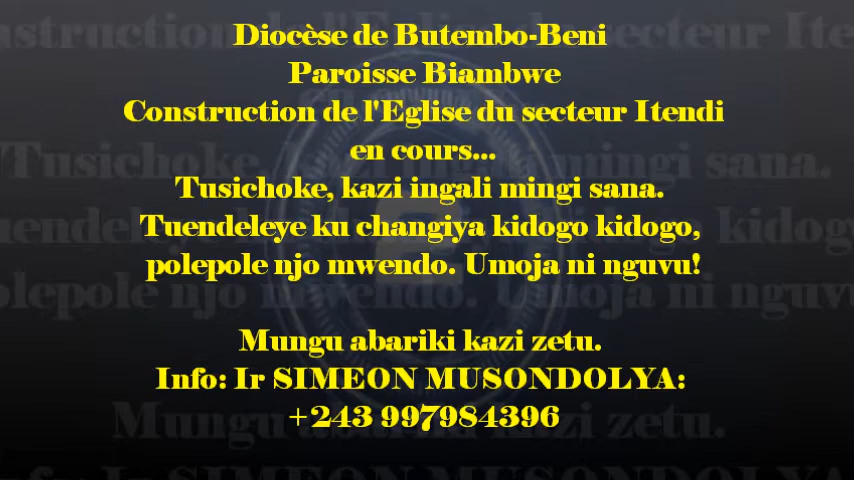 Diocèse de Butembo-Beni
Paroisse Biambwe
Construction de l'Eglise du secteur Itendi
en cours...
Tusichoke, kazi ingali mingi sana.
Tuendeleye ku changiya kidogo kidogo,
polepole njo mwendo. Umoja ni nguvu!
Mungu abariki kazi zetu.
Info: Ir SIMEON MUSONDOLYA:
+243 997984396